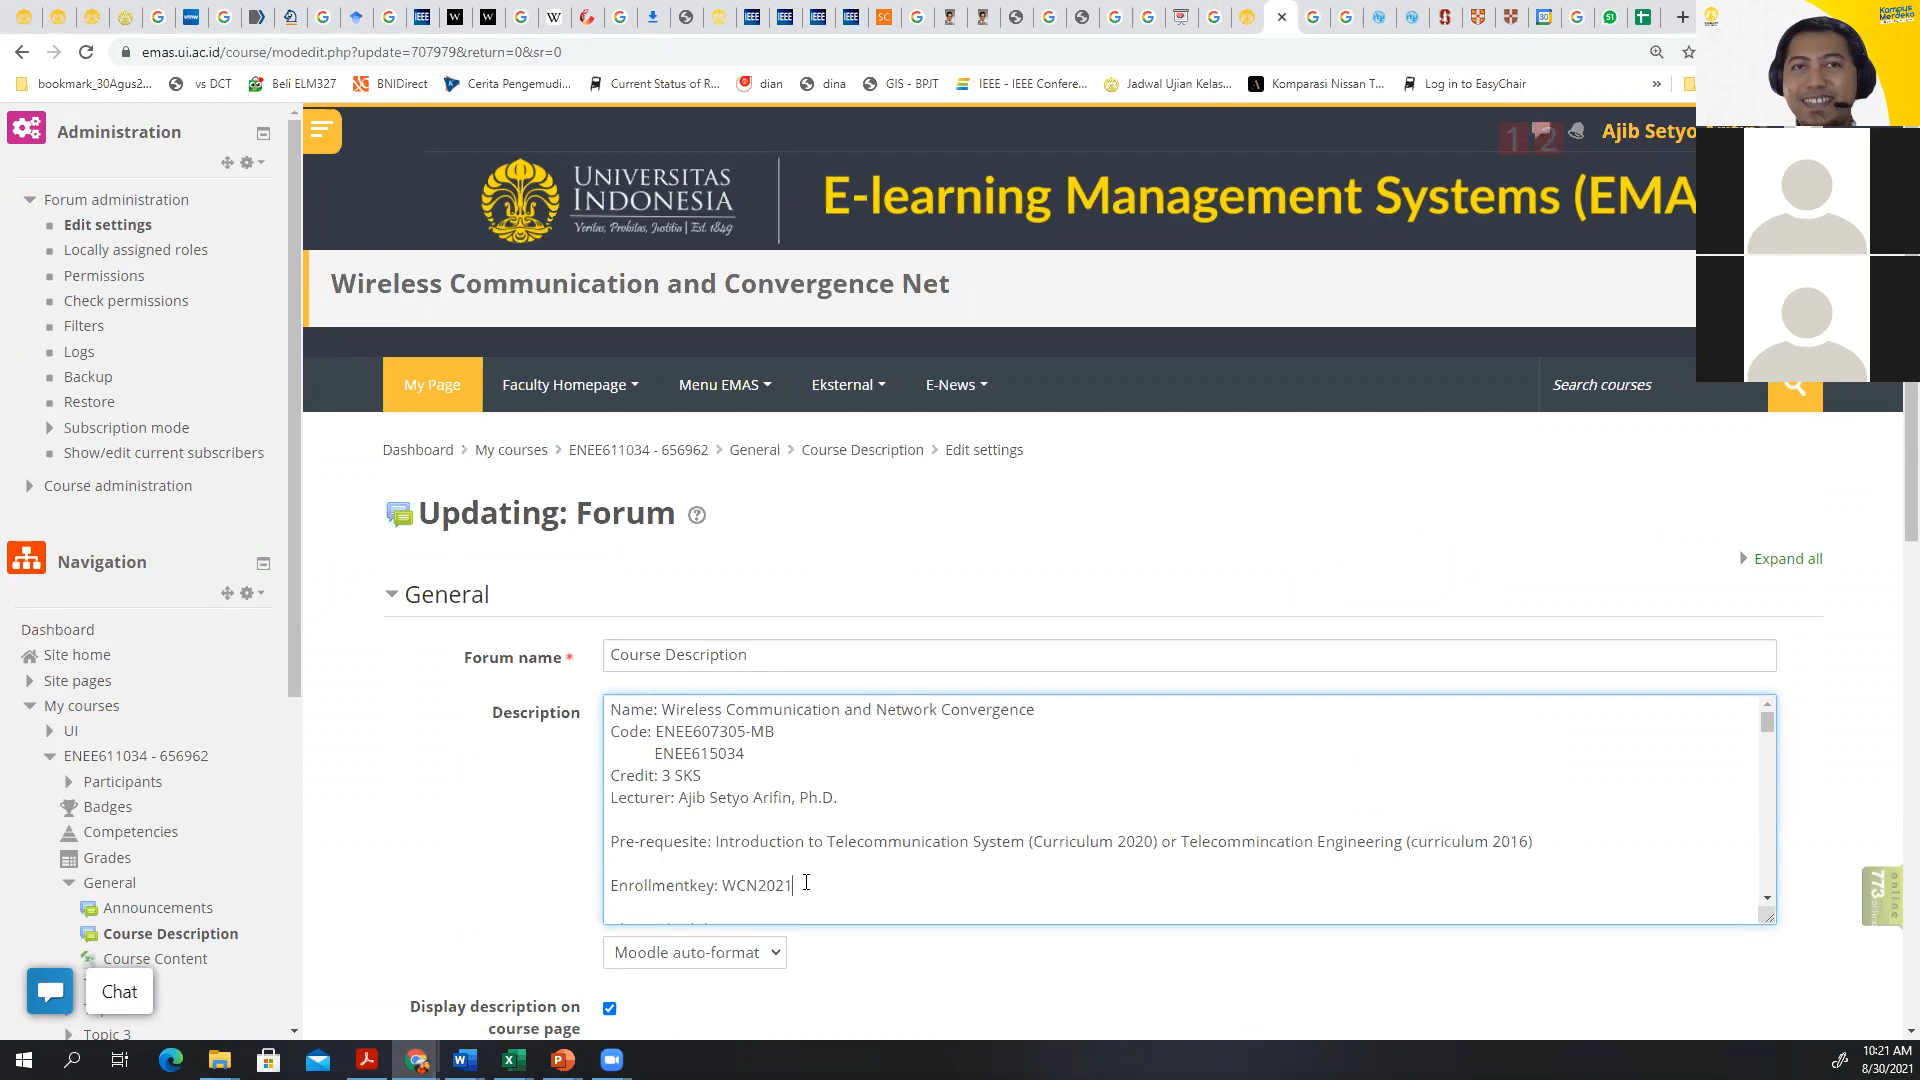 emas.ui.ac.id/course/modedit.php?update=707979&return=0&sr=0
bookmark_30Agus2...
vs DCT
Beli ELM327
BNIDirect
Cerita Pengemudi...
Current Status of R...
dian
dina
GIS - BPJT
IEEE - IEEE Confere...
Jadwal Ujian Kelas...
Komparasi Nissan T...
Log in to EasyChair
»
Kampus Merdeka
Administration
Forum administration
Edit settings
Locally assigned roles
Permissions
Check permissions
Filters
Logs
Backup
Restore
Subscription mode
Show/edit current subscribers
Course administration
Navigation
Dashboard
Site home
Site pages
My courses
UI
ENEE611034 - 656962
Participants
Badges
Competencies
Grades
General
Announcements
Course Description
Course Content
Topic 3
Chat
12
Ajib Setyo
UNIVERSITAS
INDONESIA
Veritas, Probitas, Justitia | Est. 1849
E-learning Management Systems (EMA
Wireless Communication and Convergence Net
My Page
Faculty Homepage
Menu EMAS
Eksternal
E-News
Search courses
Dashboard > My courses > ENEE611034 - 656962 > General > Course Description > Edit settings
Updating: Forum
Expand all
General
Forum name *
Course Description
Description
Name: Wireless Communication and Network Convergence
Code: ENEE607305-MB
ENEE615034
Credit: 3 SKS
Lecturer: Ajib Setyo Arifin, Ph.D.
Pre-requesite: Introduction to Telecommunication System (Curriculum 2020) or Telecommincation Engineering (curriculum 2016)
Enrollmentkey: WCN2021
Moodle auto-format
Display description on
course page
773 online
10:21 AM
8/30/2021